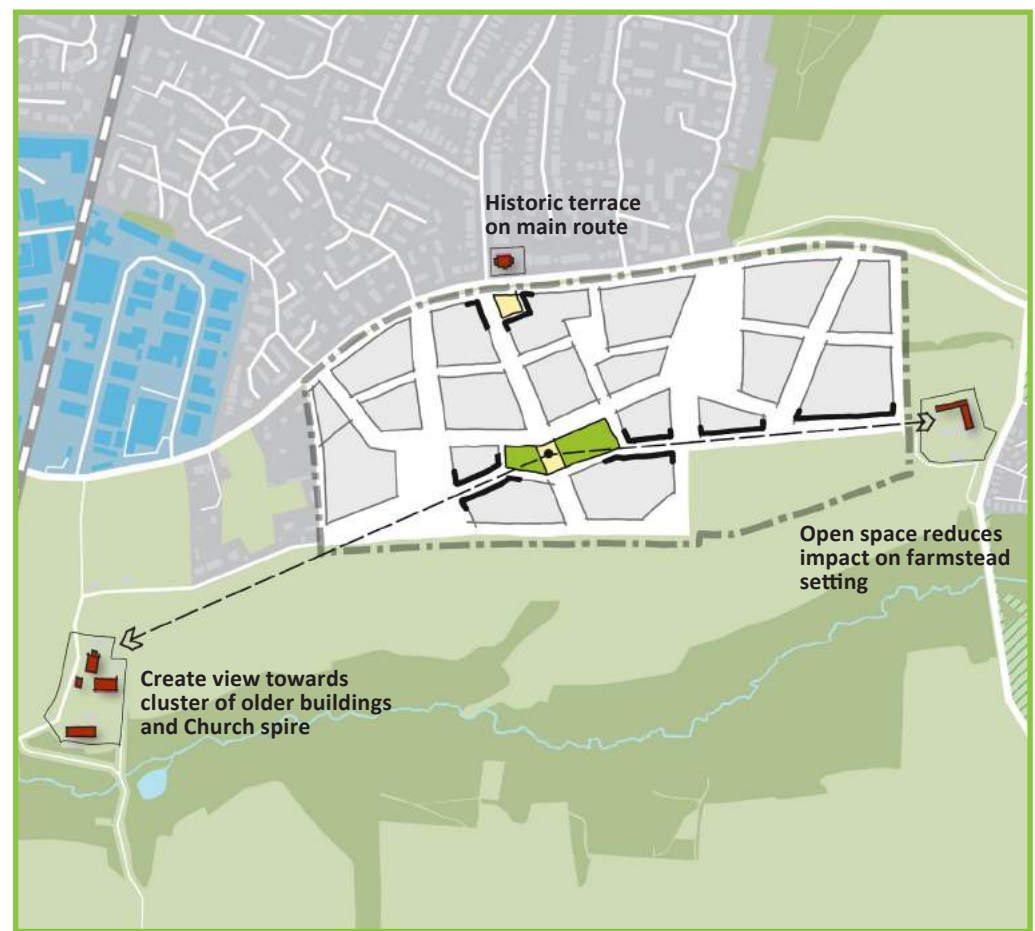 Historic terrace
on main route
Open space reduces
impact on farmstead
setting
Create view towards
cluster of older buildings
and Church spire